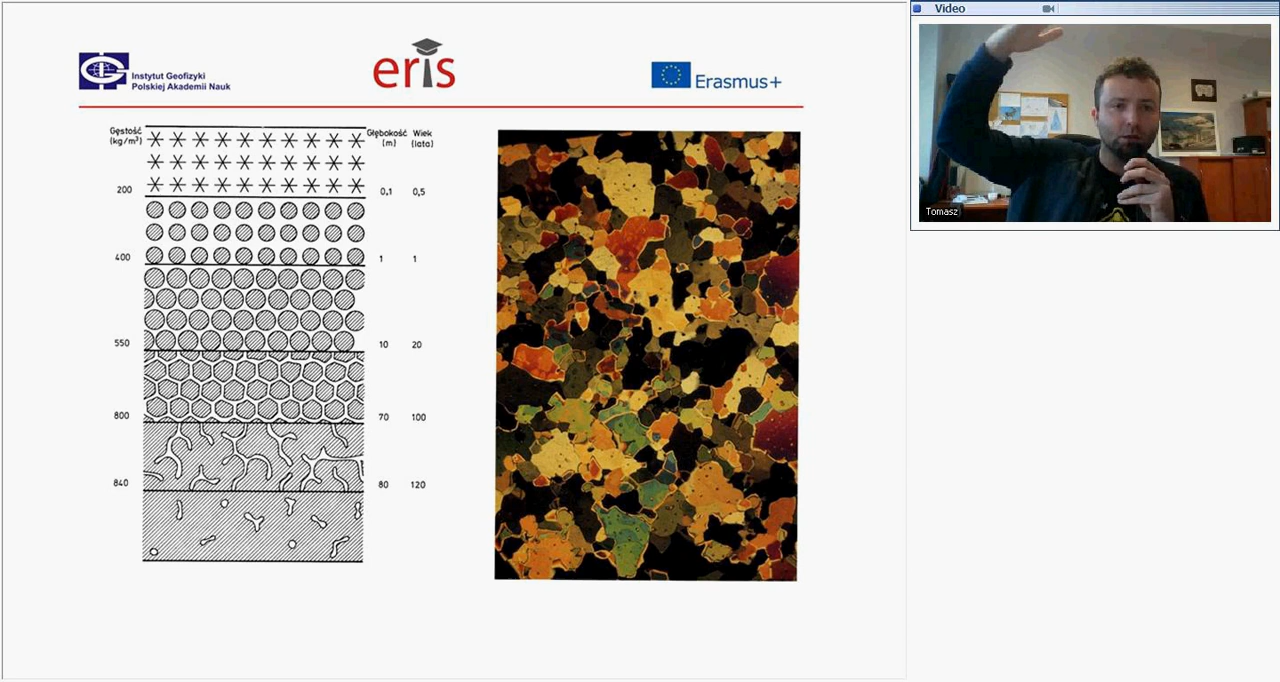 Video
Instytut Geofizyki
Polskiej Akademii Nauk
eris
Erasmus+
Gęstość
(kg/m³)
Głębokość
(m)
Wiek
(lata)
200 0,1 0,5
400 1 1
550 10 20
800 70 100
840 80 120
Tomasz